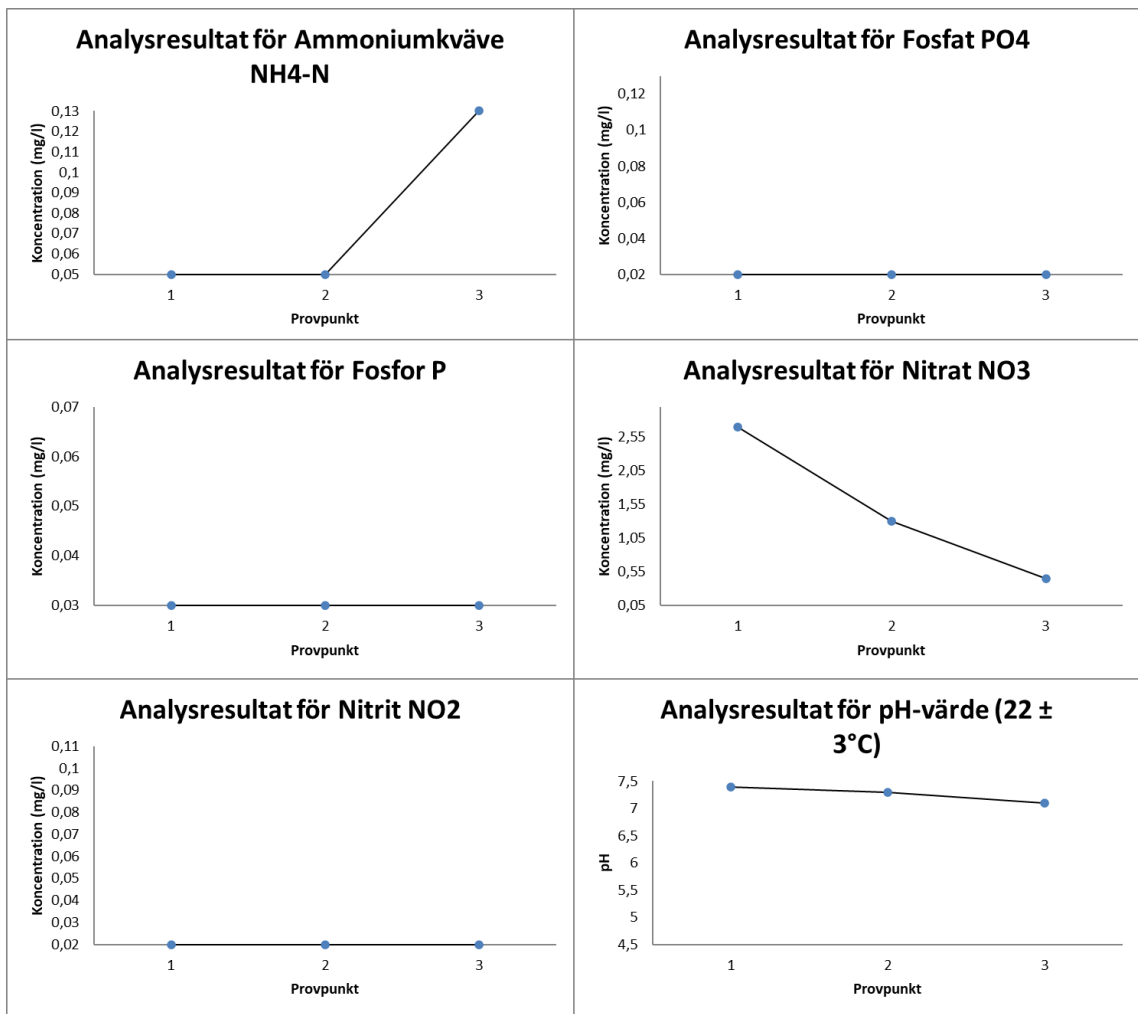 Analysresultat för Ammoniumkväve
NH4-N
Koncentration (mg/l)
0,13
0,12
0,11
0,1
0,09
0,08
0,07
0,06
0,05
1 2 3
Provpunkt
Analysresultat för Fosfat PO4
Koncentration (mg/l)
0,12
0,1
0,08
0,06
0,04
0,02
1 2 3
Provpunkt
Analysresultat för Fosfor P
Koncentration (mg/l)
0,07
0,06
0,05
0,04
0,03
1 2 3
Provpunkt
Analysresultat för Nitrat NO3
Koncentration (mg/l)
2,55
2,05
1,55
1,05
0,55
0,05
1 2 3
Provpunkt
Analysresultat för Nitrit NO2
Koncentration (mg/l)
0,11
0,1
0,09
0,08
0,07
0,06
0,05
0,04
0,03
0,02
1 2 3
Provpunkt
Analysresultat för pH-värde (22 ±
3°C)
pH
7,5
7
6,5
6
5,5
5
4,5
1 2 3
Provpunkt